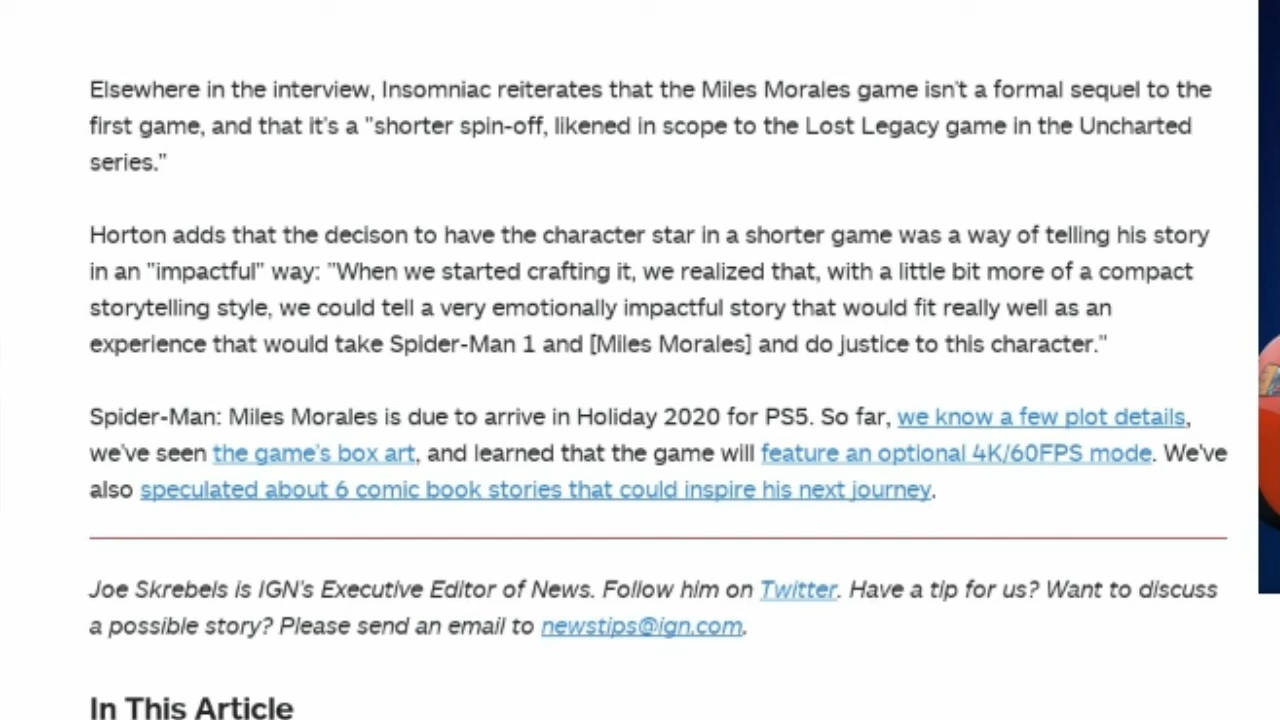 Elsewhere in the interview, Insomniac reiterates that the Miles Morales game isn't a formal sequel to the
first game, and that it's a "shorter spin-off, likened in scope to the Lost Legacy game in the Uncharted
series."
Horton adds that the decison to have the character star in a shorter game was a way of telling his story
in an "impactful" way: "When we started crafting it, we realized that, with a little bit more of a compact
storytelling style, we could tell a very emotionally impactful story that would fit really well as an
experience that would take Spider-Man 1 and [Miles Morales] and do justice to this character."
Spider-Man: Miles Morales is due to arrive in Holiday 2020 for PS5. So far, we know a few plot details,
we've seen the game's box art, and learned that the game will feature an optional 4K/60FPS mode. We've
also speculated about 6 comic book stories that could inspire his next journey.
Joe Skrebels is IGN's Executive Editor of News. Follow him on Twitter. Have a tip for us? Want to discuss
a possible story? Please send an email to newstips@ign.com.
In This Article